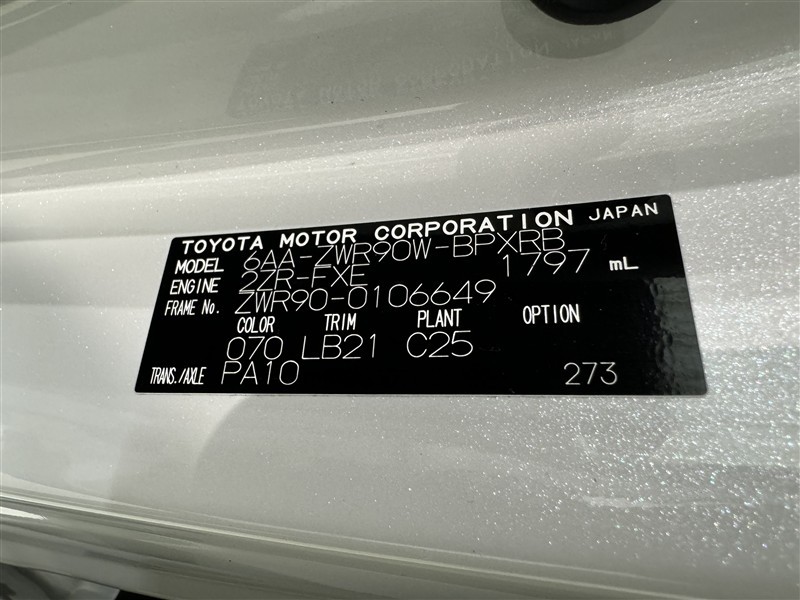 TOYOTA MOTOR CORPORATION JAPAN
MODEL 6AA-ZWR90W-BPXRB
ENGINE 2ZR-FXE 1797 mL
FRAME No. ZWR90-0106649
COLOR TRIM PLANT OPTION
070 LB21 C25
TRANS./AXLE PA10 273